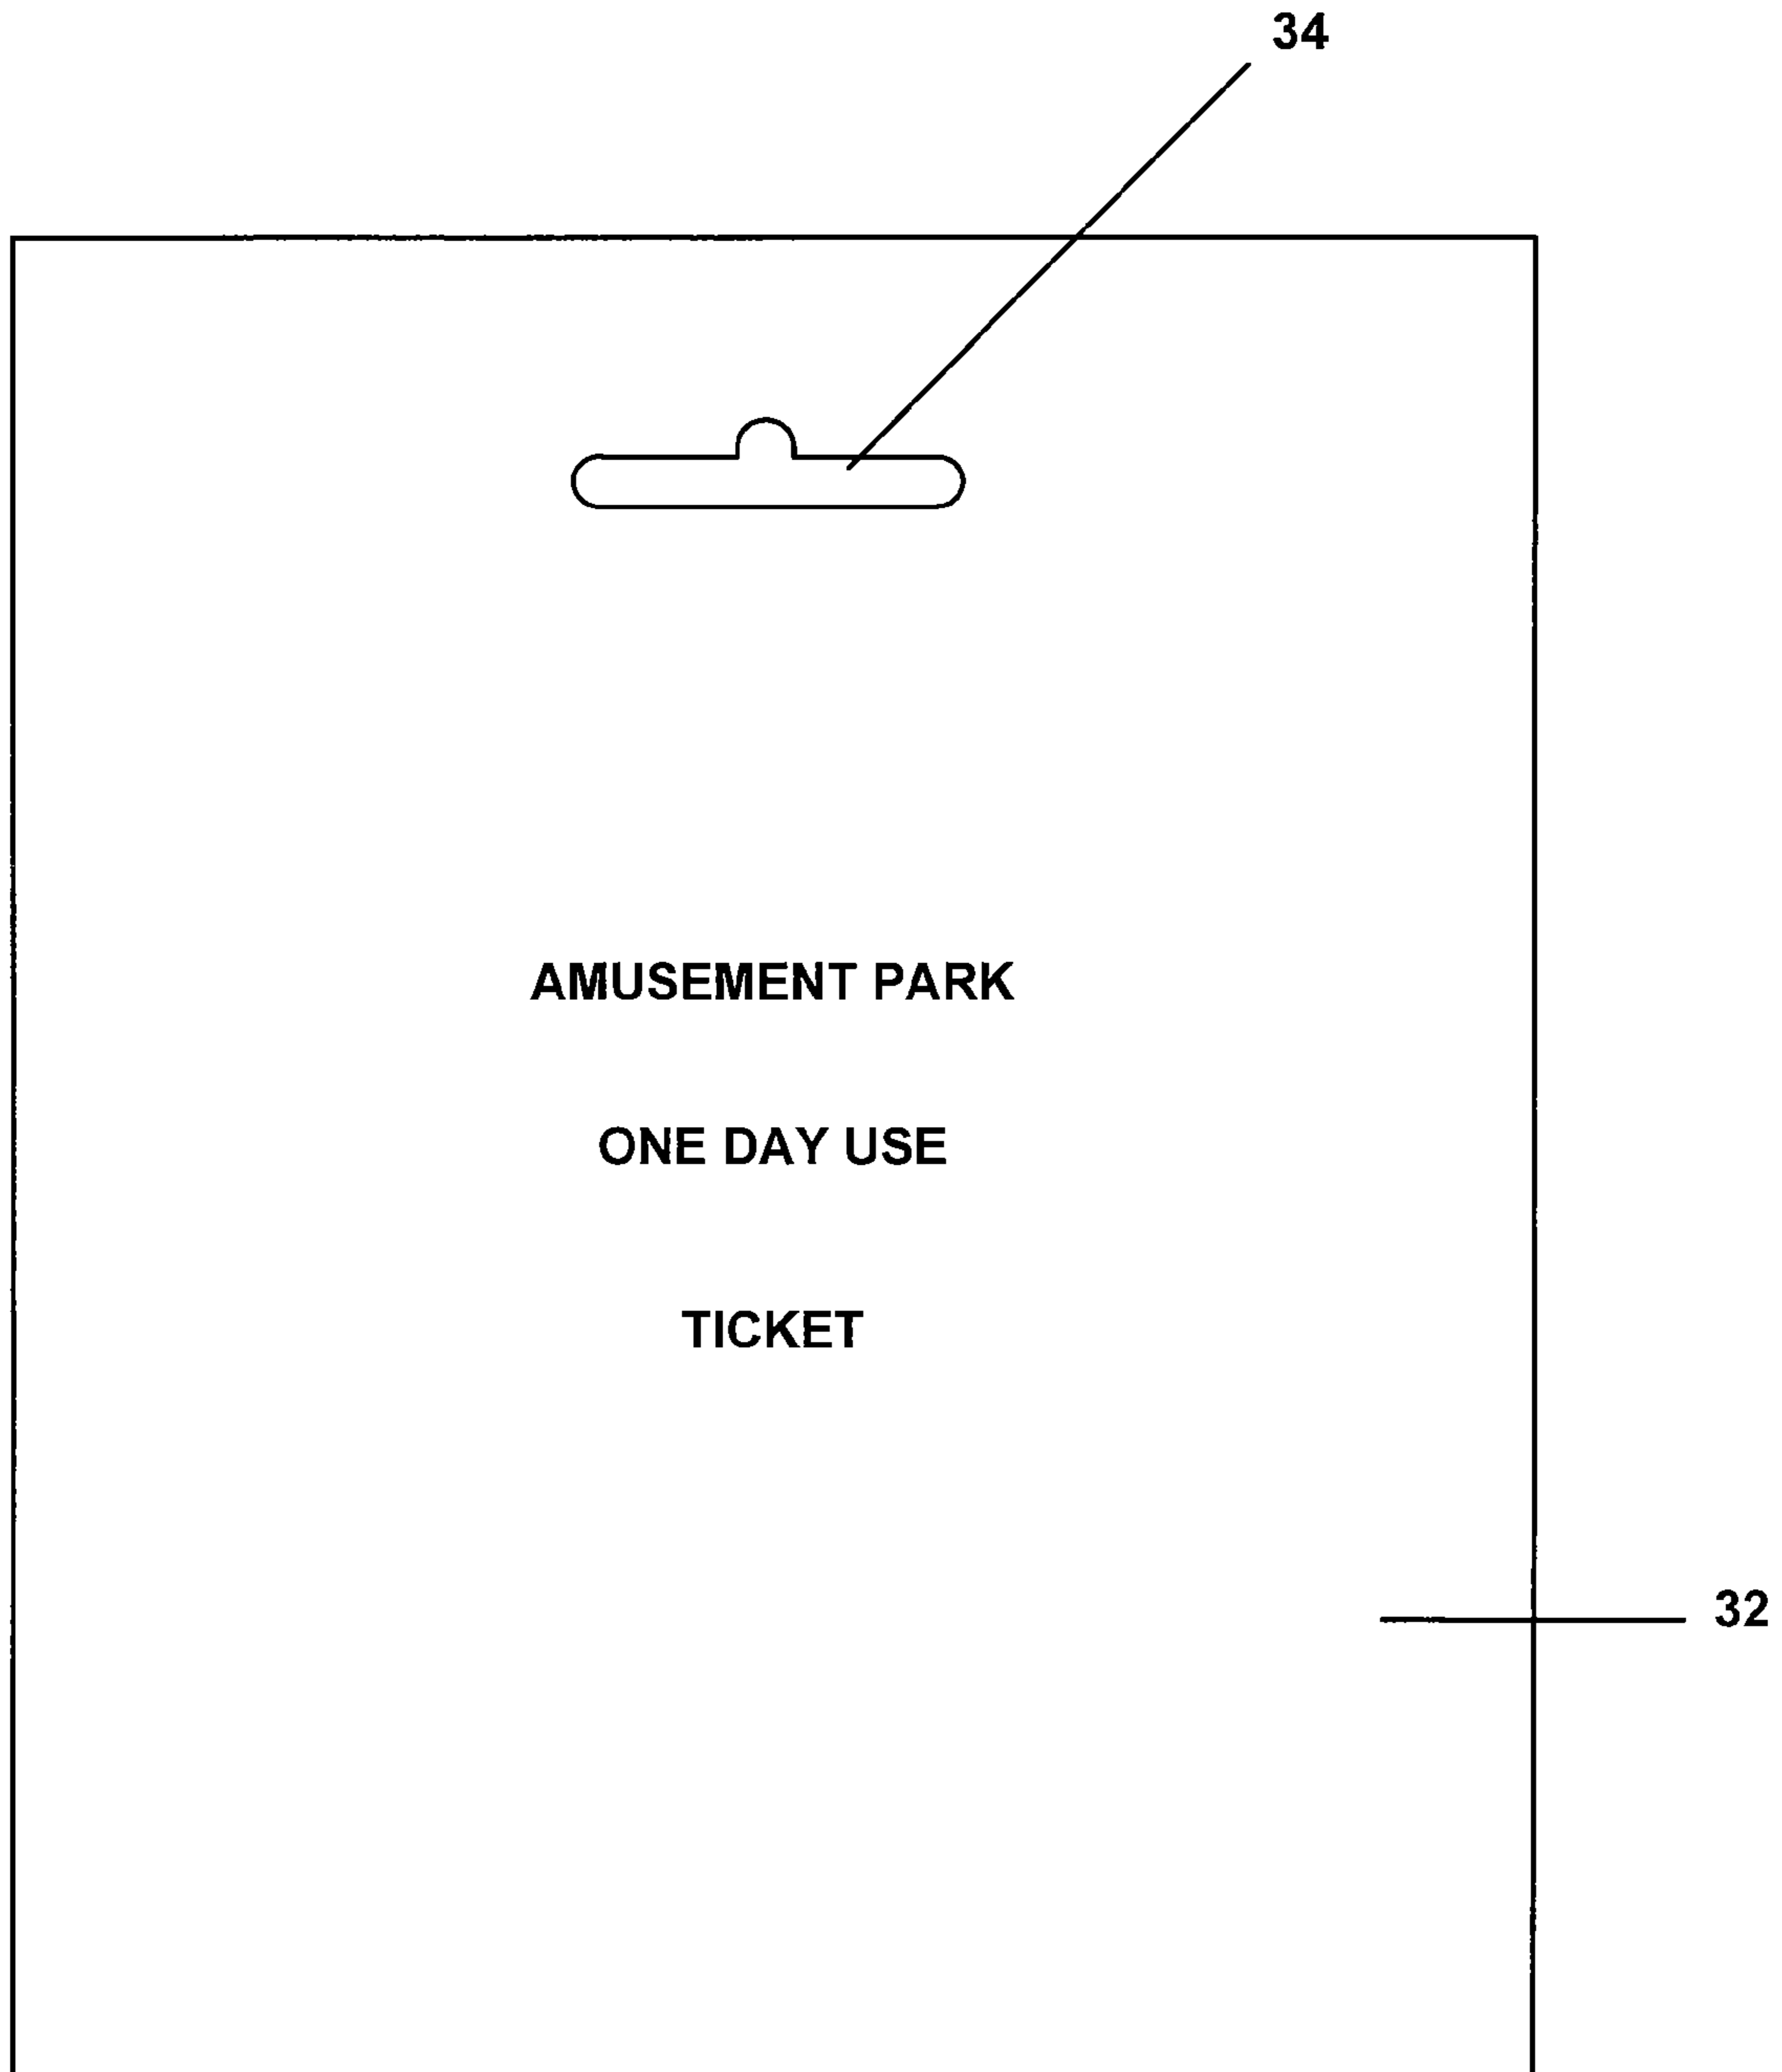 34
AMUSEMENT PARK
ONE DAY USE
TICKET
32